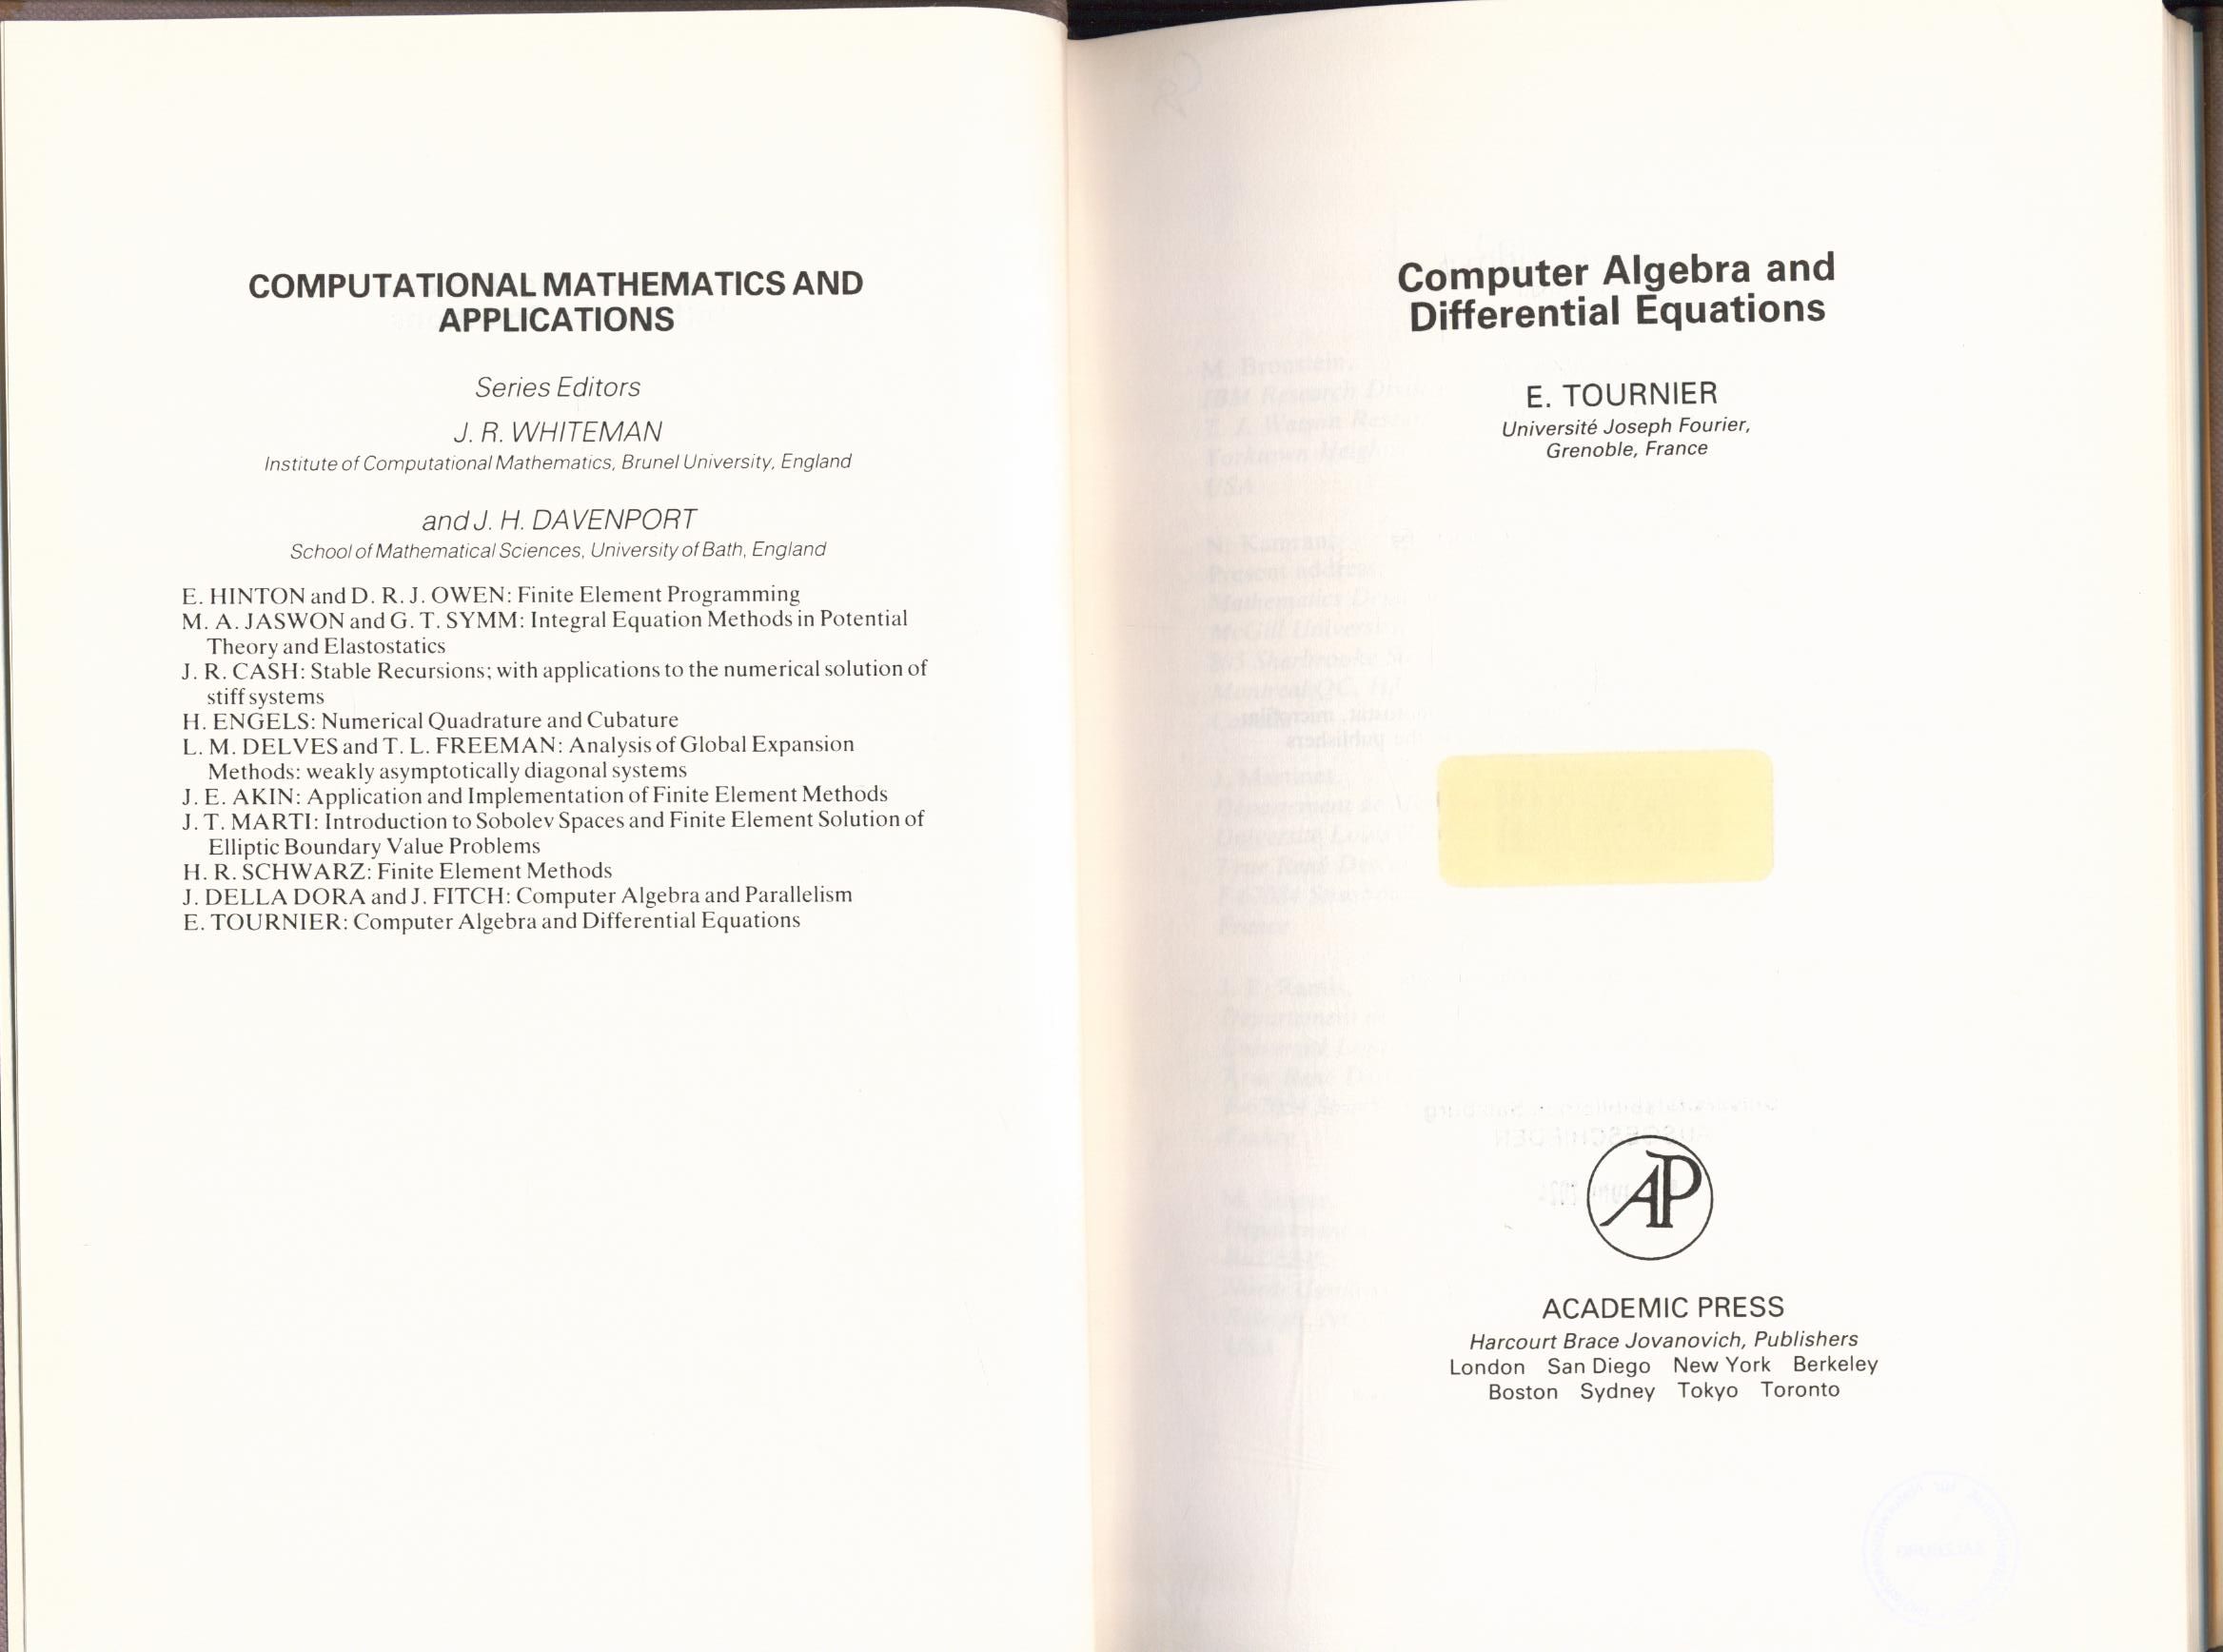 COMPUTATIONAL MATHEMATICS AND
APPLICATIONS
Series Editors
J. R. WHITEMAN
Institute of Computational Mathematics, Brunel University, England
and J. H. DAVENPORT
School of Mathematical Sciences, University of Bath, England
E. HINTON and D. R. J. OWEN: Finite Element Programming
M. A. JASWON and G. T. SYMM: Integral Equation Methods in Potential
Theory and Elastostatics
J. R. CASH: Stable Recursions; with applications to the numerical solution of
stiff systems
H. ENGELS: Numerical Quadrature and Cubature
L. M. DELVES and T. L. FREEMAN: Analysis of Global Expansion
Methods: weakly asymptotically diagonal systems
J. E. AKIN: Application and Implementation of Finite Element Methods
J. T. MARTI: Introduction to Sobolev Spaces and Finite Element Solution of
Elliptic Boundary Value Problems
H. R. SCHWARZ: Finite Element Methods
J. DELLA DORA and J. FITCH: Computer Algebra and Parallelism
E. TOURNIER: Computer Algebra and Differential Equations
Computer Algebra and
Differential Equations
E. TOURNIER
Université Joseph Fourier,
Grenoble, France
AP
ACADEMIC PRESS
Harcourt Brace Jovanovich, Publishers
London San Diego New York Berkeley
Boston Sydney Tokyo Toronto